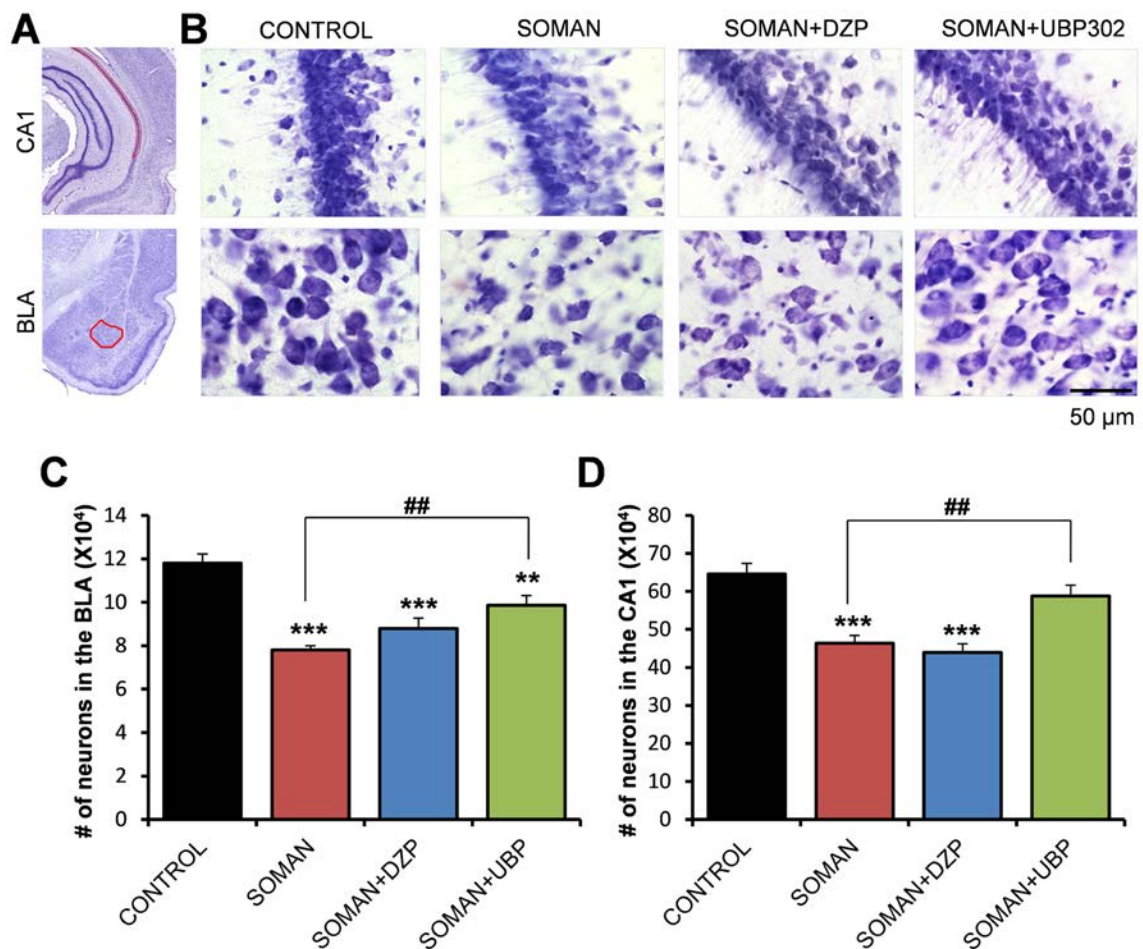 A
B
CONTROL
SOMAN
SOMAN+DZP
SOMAN+UBP302
CA1
BLA
50 µm
C
# of neurons in the BLA (X10⁴)
14
12
10
8
6
4
2
0
##
***
***
**
CONTROL
SOMAN
SOMAN+DZP
SOMAN+UBP
D
# of neurons in the CA1 (X10⁴)
80
70
60
50
40
30
20
10
0
##
***
***
CONTROL
SOMAN
SOMAN+DZP
SOMAN+UBP